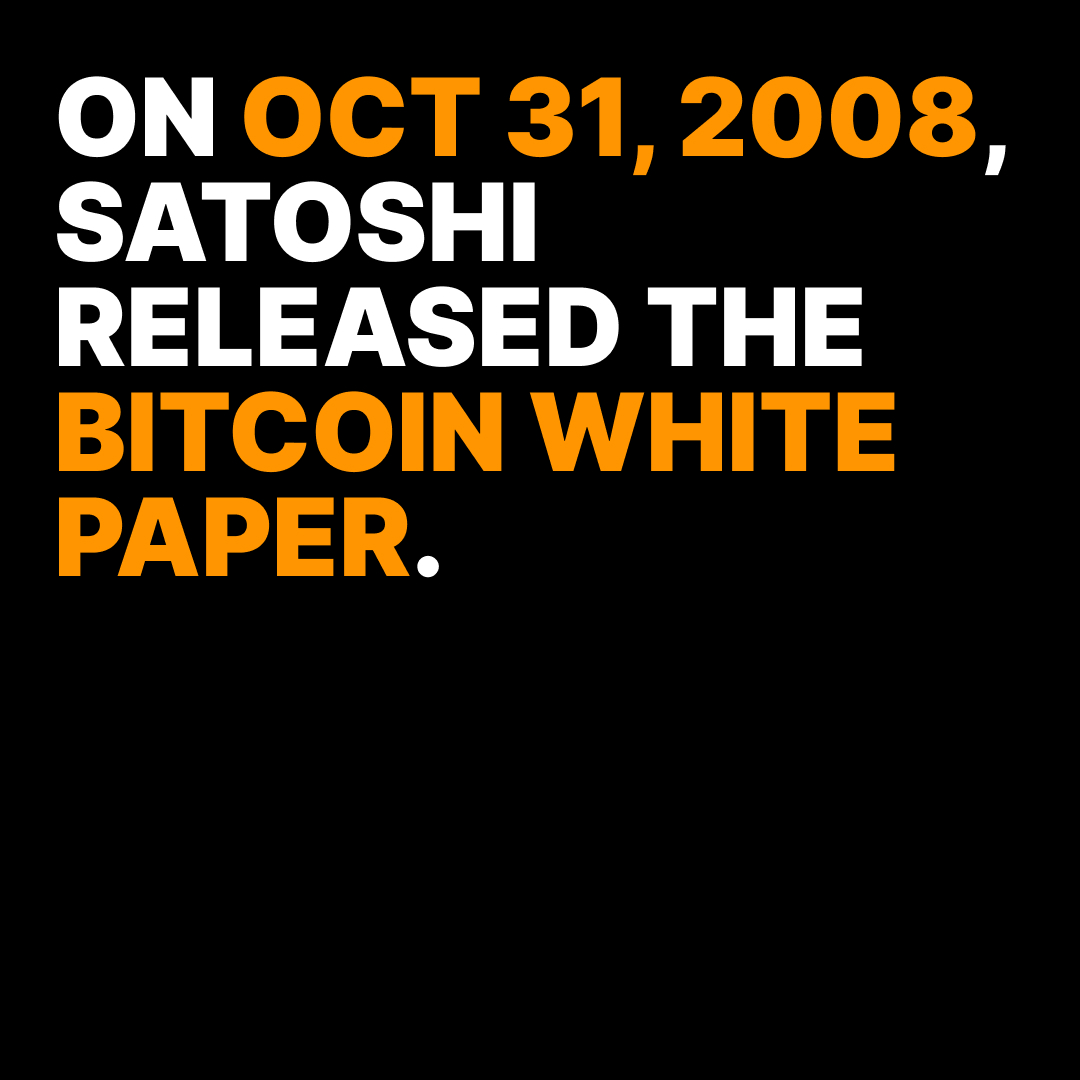 ON OCT 31, 2008,
SATOSHI
RELEASED THE
BITCOIN WHITE
PAPER.